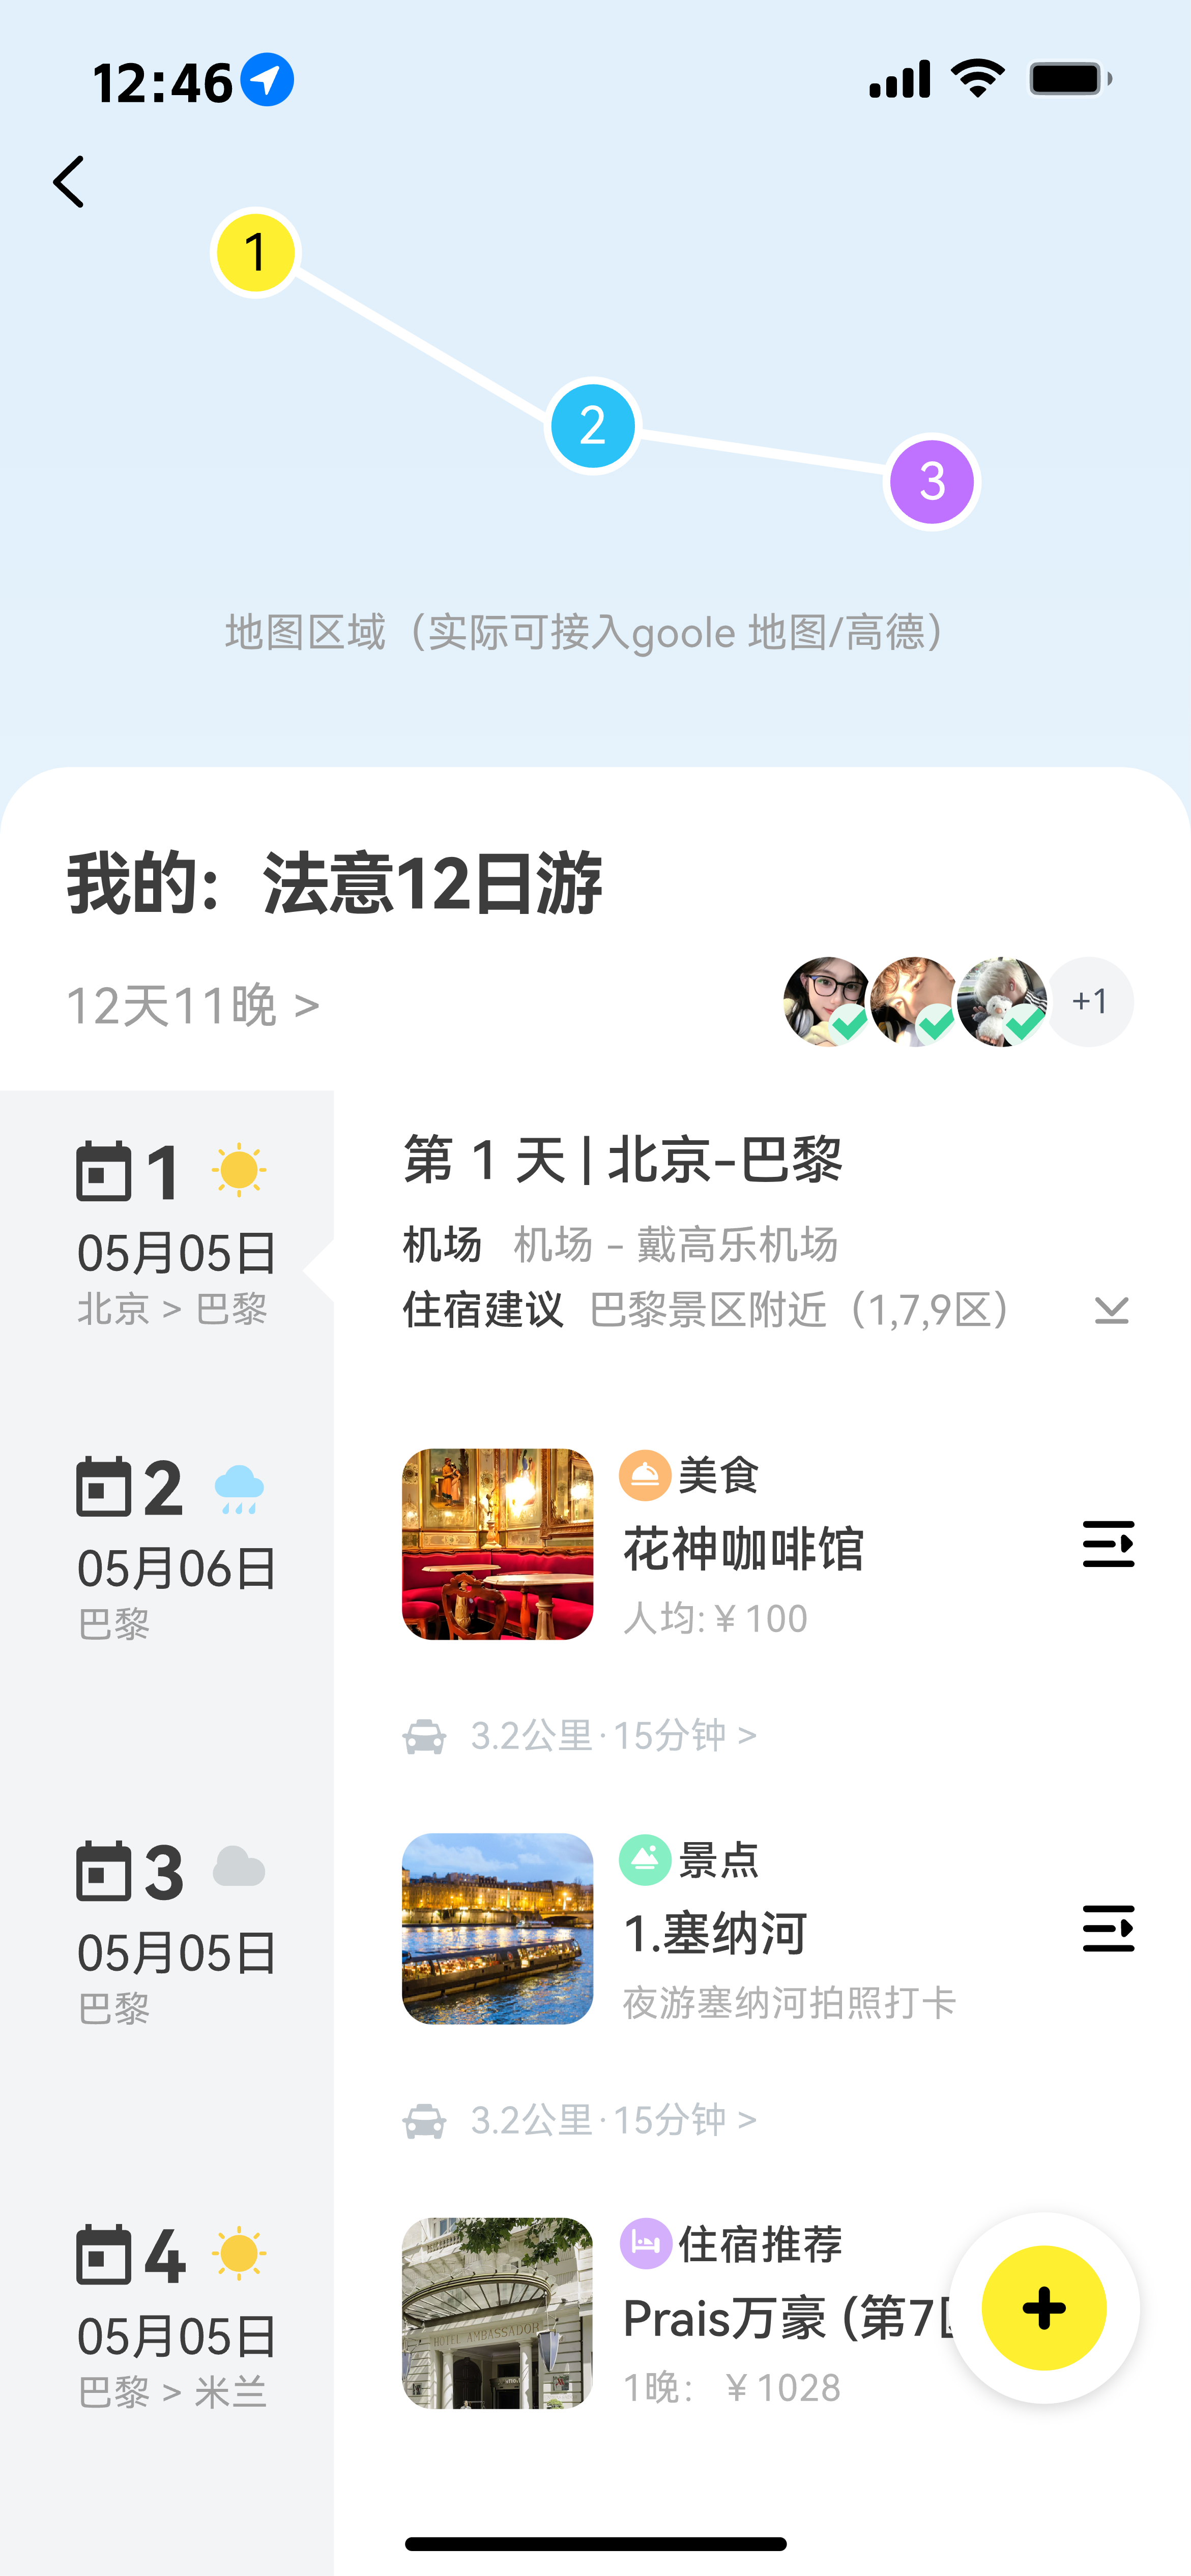 12:46
1
2
3
地图区域（实际可接入goole 地图/高德）
我的：法意12日游
12天11晚 >
+1
1
05月05日
北京 > 巴黎
第 1 天 | 北京-巴黎
机场 机场 - 戴高乐机场
住宿建议 巴黎景区附近（1,7,9区）
2
05月06日
巴黎
美食
花神咖啡馆
人均:￥100
3.2公里·15分钟 >
3
05月05日
巴黎
景点
1.塞纳河
夜游塞纳河拍照打卡
3.2公里·15分钟 >
4
05月05日
巴黎 > 米兰
HOTEL AMBASSADOR
住宿推荐
Prais万豪 (第7
1晚： ￥1028